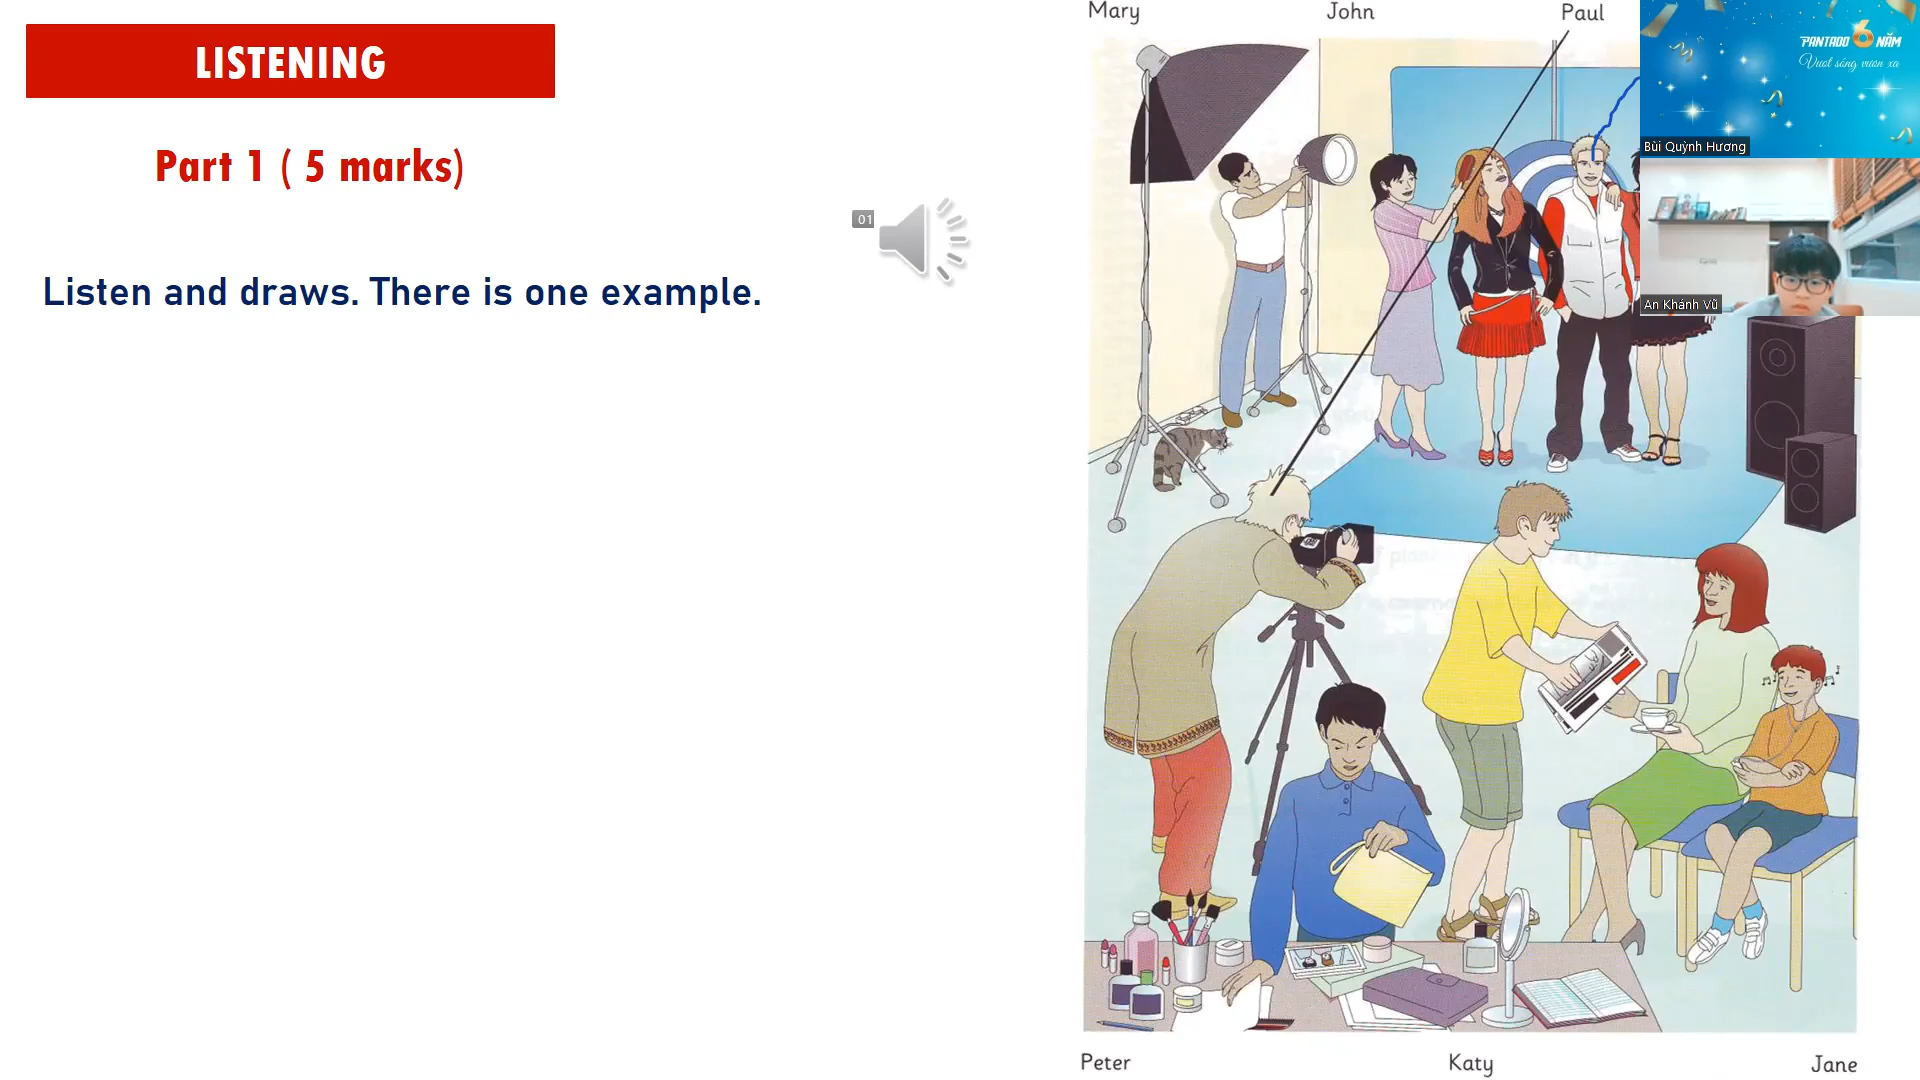 LISTENING
Part 1 ( 5 marks)
Listen and draws. There is one example.
01
Mary John Paul
PANTADO 6 NĂM
Vượt sóng vươn xa
Bùi Quỳnh Hương
An Khánh Vũ
Peter Katy Jane